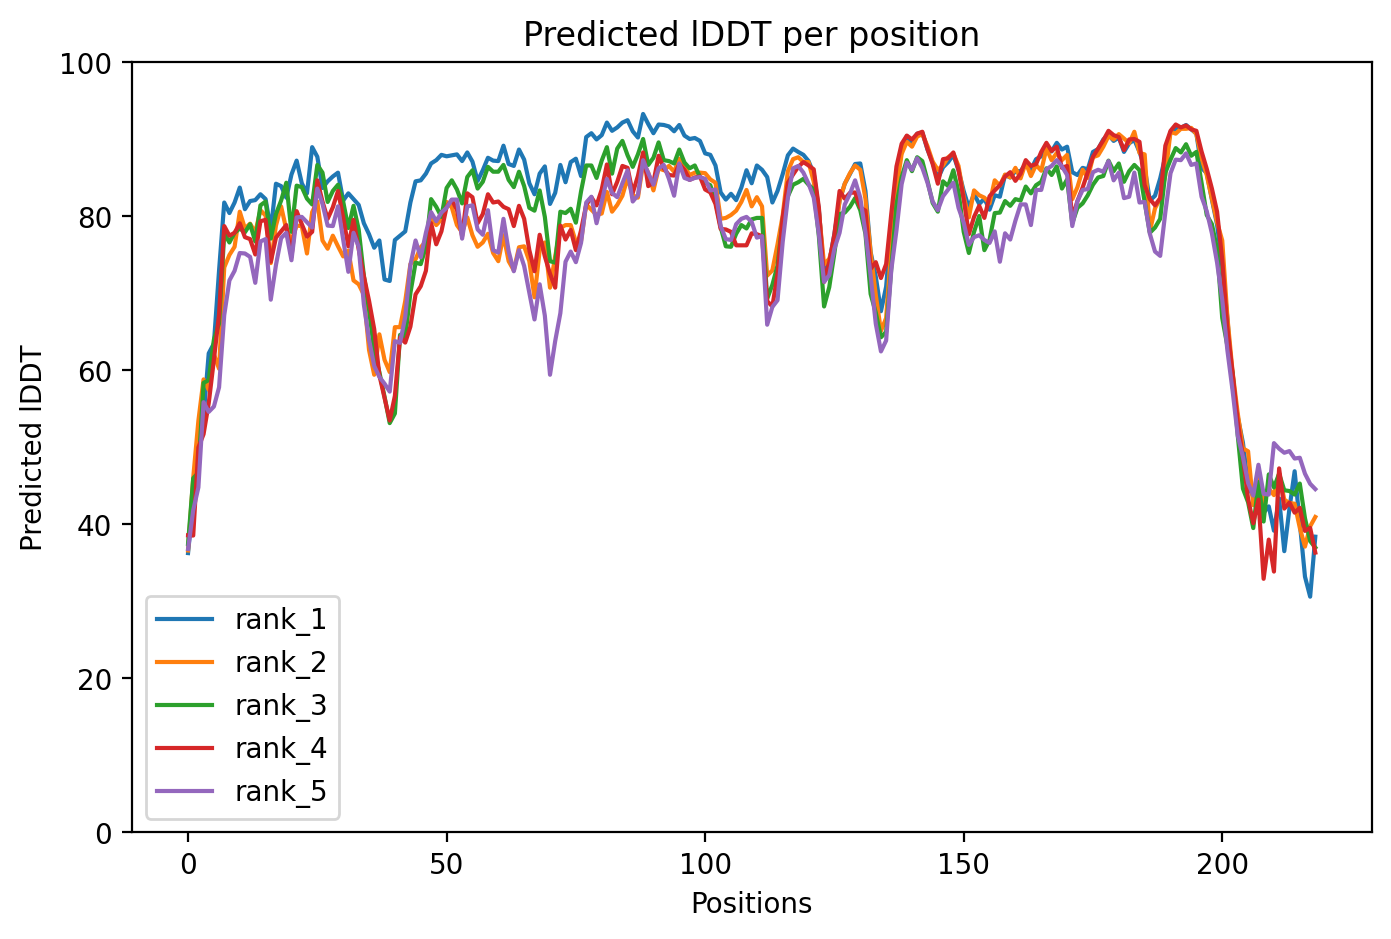 Predicted lDDT per position
100
80
60
40
20
0
Predicted lDDT
rank_1
rank_2
rank_3
rank_4
rank_5
0 50 100 150 200
Positions